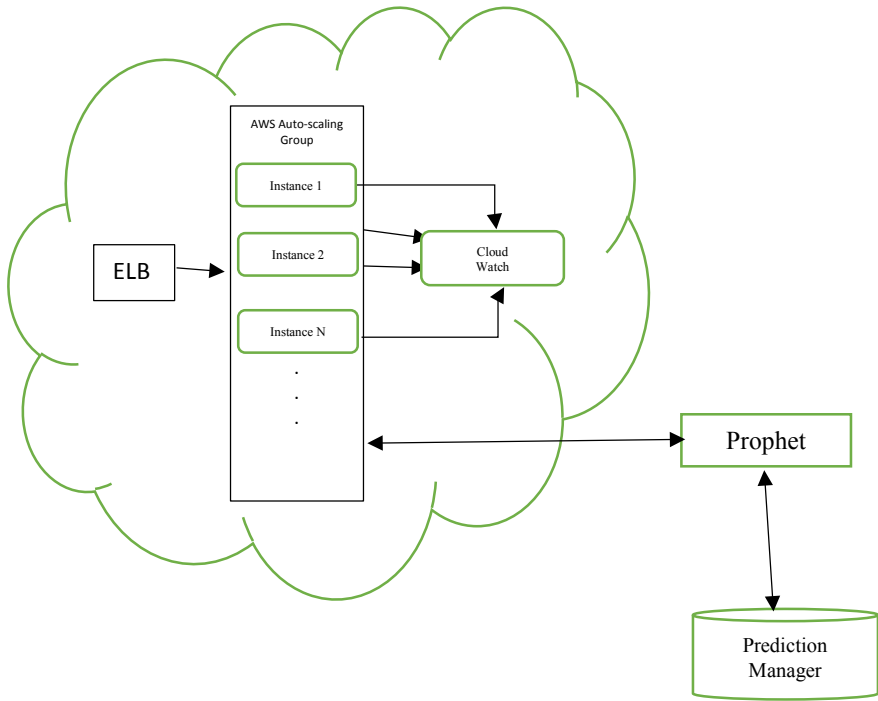 AWS Auto-scaling
Group
Instance 1
ELB
Instance 2
Cloud
Watch
Instance N
.
.
.
Prophet
Prediction
Manager